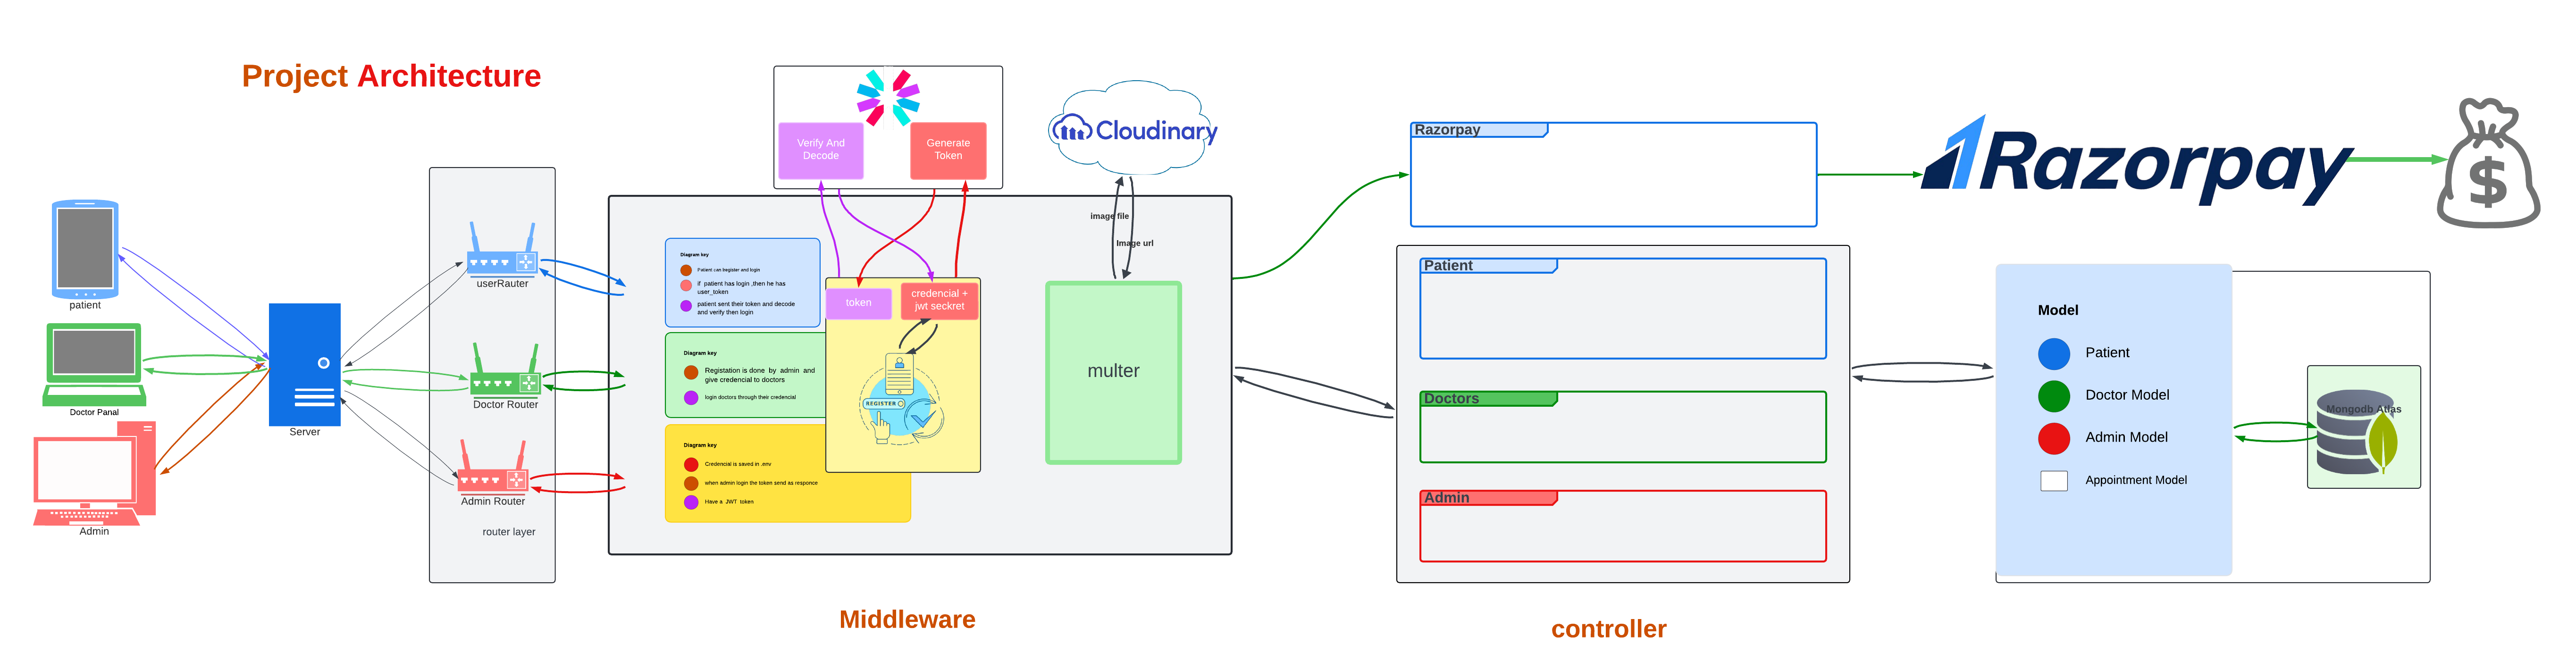 Project Architecture
patient
Doctor Panal
Admin
Server
userRauter
Doctor Router
Admin Router
router layer
Verify And
Decode
Generate
Token
Cloudinary
image file
Image url
Diagram key
Patient can begister and login
if patient has login ,then he has
user_token
patient sent their token and decode
and verify then login
Diagram key
Registation is done by admin and
give credencial to doctors
login doctors through their credencial
Diagram key
Credencial is saved in .env
when admin login the token send as responce
Have a JWT token
token
credencial +
jwt seckret
REGISTER
multer
Middleware
Razorpay
Patient
Doctors
Admin
controller
Razorpay
$
Model
Patient
Doctor Model
Admin Model
Appointment Model
Mongodb Atlas